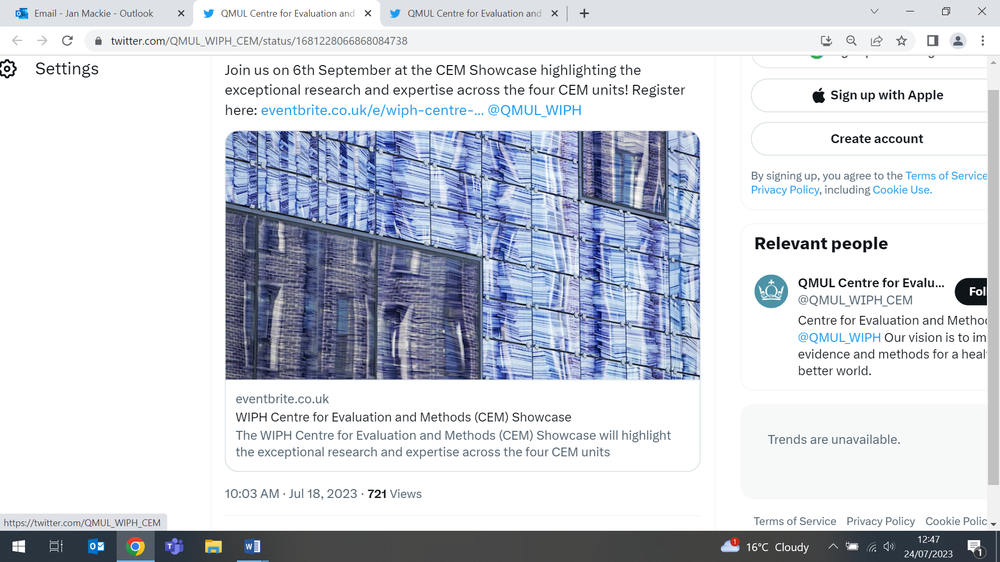 Email - Jan Mackie - Outlook
QMUL Centre for Evaluation and
QMUL Centre for Evaluation and
twitter.com/QMUL_WIPH_CEM/status/1681228066868084738
Settings
Join us on 6th September at the CEM Showcase highlighting the
exceptional research and expertise across the four CEM units! Register
here: eventbrite.co.uk/e/wiph-centre-... @QMUL_WIPH
eventbrite.co.uk
WIPH Centre for Evaluation and Methods (CEM) Showcase
The WIPH Centre for Evaluation and Methods (CEM) Showcase will highlight
the exceptional research and expertise across the four CEM units
10:03 AM · Jul 18, 2023 · 721 Views
Sign up with Apple
Create account
By signing up, you agree to the Terms of Service
Privacy Policy, including Cookie Use.
Relevant people
QMUL Centre for Evalu...
@QMUL_WIPH_CEM
Fol
Centre for Evaluation and Metho
@QMUL_WIPH Our vision is to im
evidence and methods for a heal
better world.
Trends are unavailable.
Terms of Service Privacy Policy Cookie Polic
https://twitter.com/QMUL_WIPH_CEM
1
16°C Cloudy
12:47
24/07/2023
1